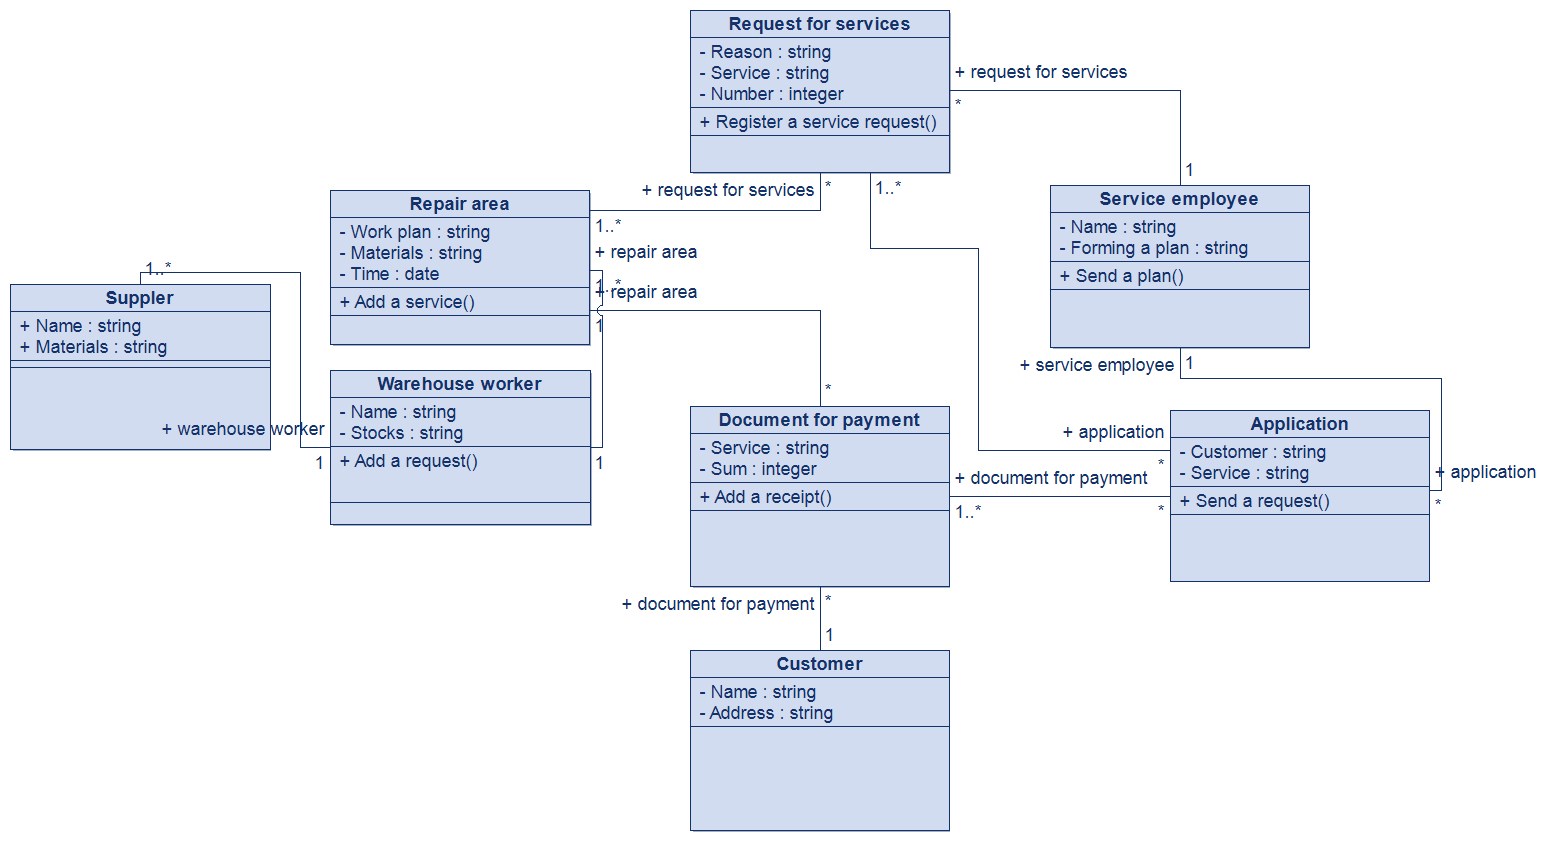 Request for services
- Reason : string
- Service : string
- Number : integer
+ Register a service request()
+ request for services
*
1
+ request for services
*
1..*
1..*
Repair area
- Work plan : string
- Materials : string
- Time : date
+ Add a service()
+ repair area
1..*
+ repair area
1
*
Service employee
- Name : string
- Forming a plan : string
+ Send a plan()
+ service employee
1
1..*
Suppler
+ Name : string
+ Materials : string
Warehouse worker
- Name : string
- Stocks : string
+ Add a request()
+ warehouse worker
1
1
Document for payment
- Service : string
- Sum : integer
+ Add a receipt()
+ application
*
+ document for payment
1..*
*
Application
- Customer : string
- Service : string
+ Send a request()
+ application
*
+ document for payment
*
1
Customer
- Name : string
- Address : string